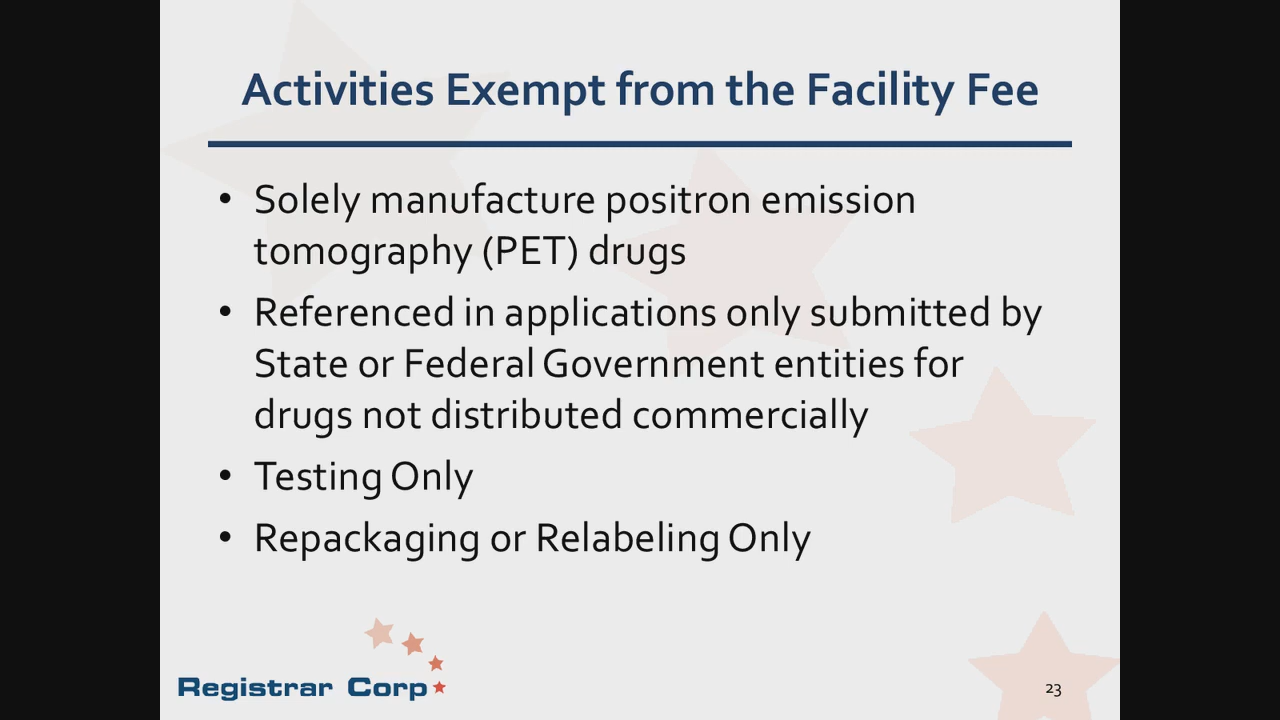 Activities Exempt from the Facility Fee
• Solely manufacture positron emission
tomography (PET) drugs
• Referenced in applications only submitted by
State or Federal Government entities for
drugs not distributed commercially
• Testing Only
• Repackaging or Relabeling Only
Registrar Corp
23